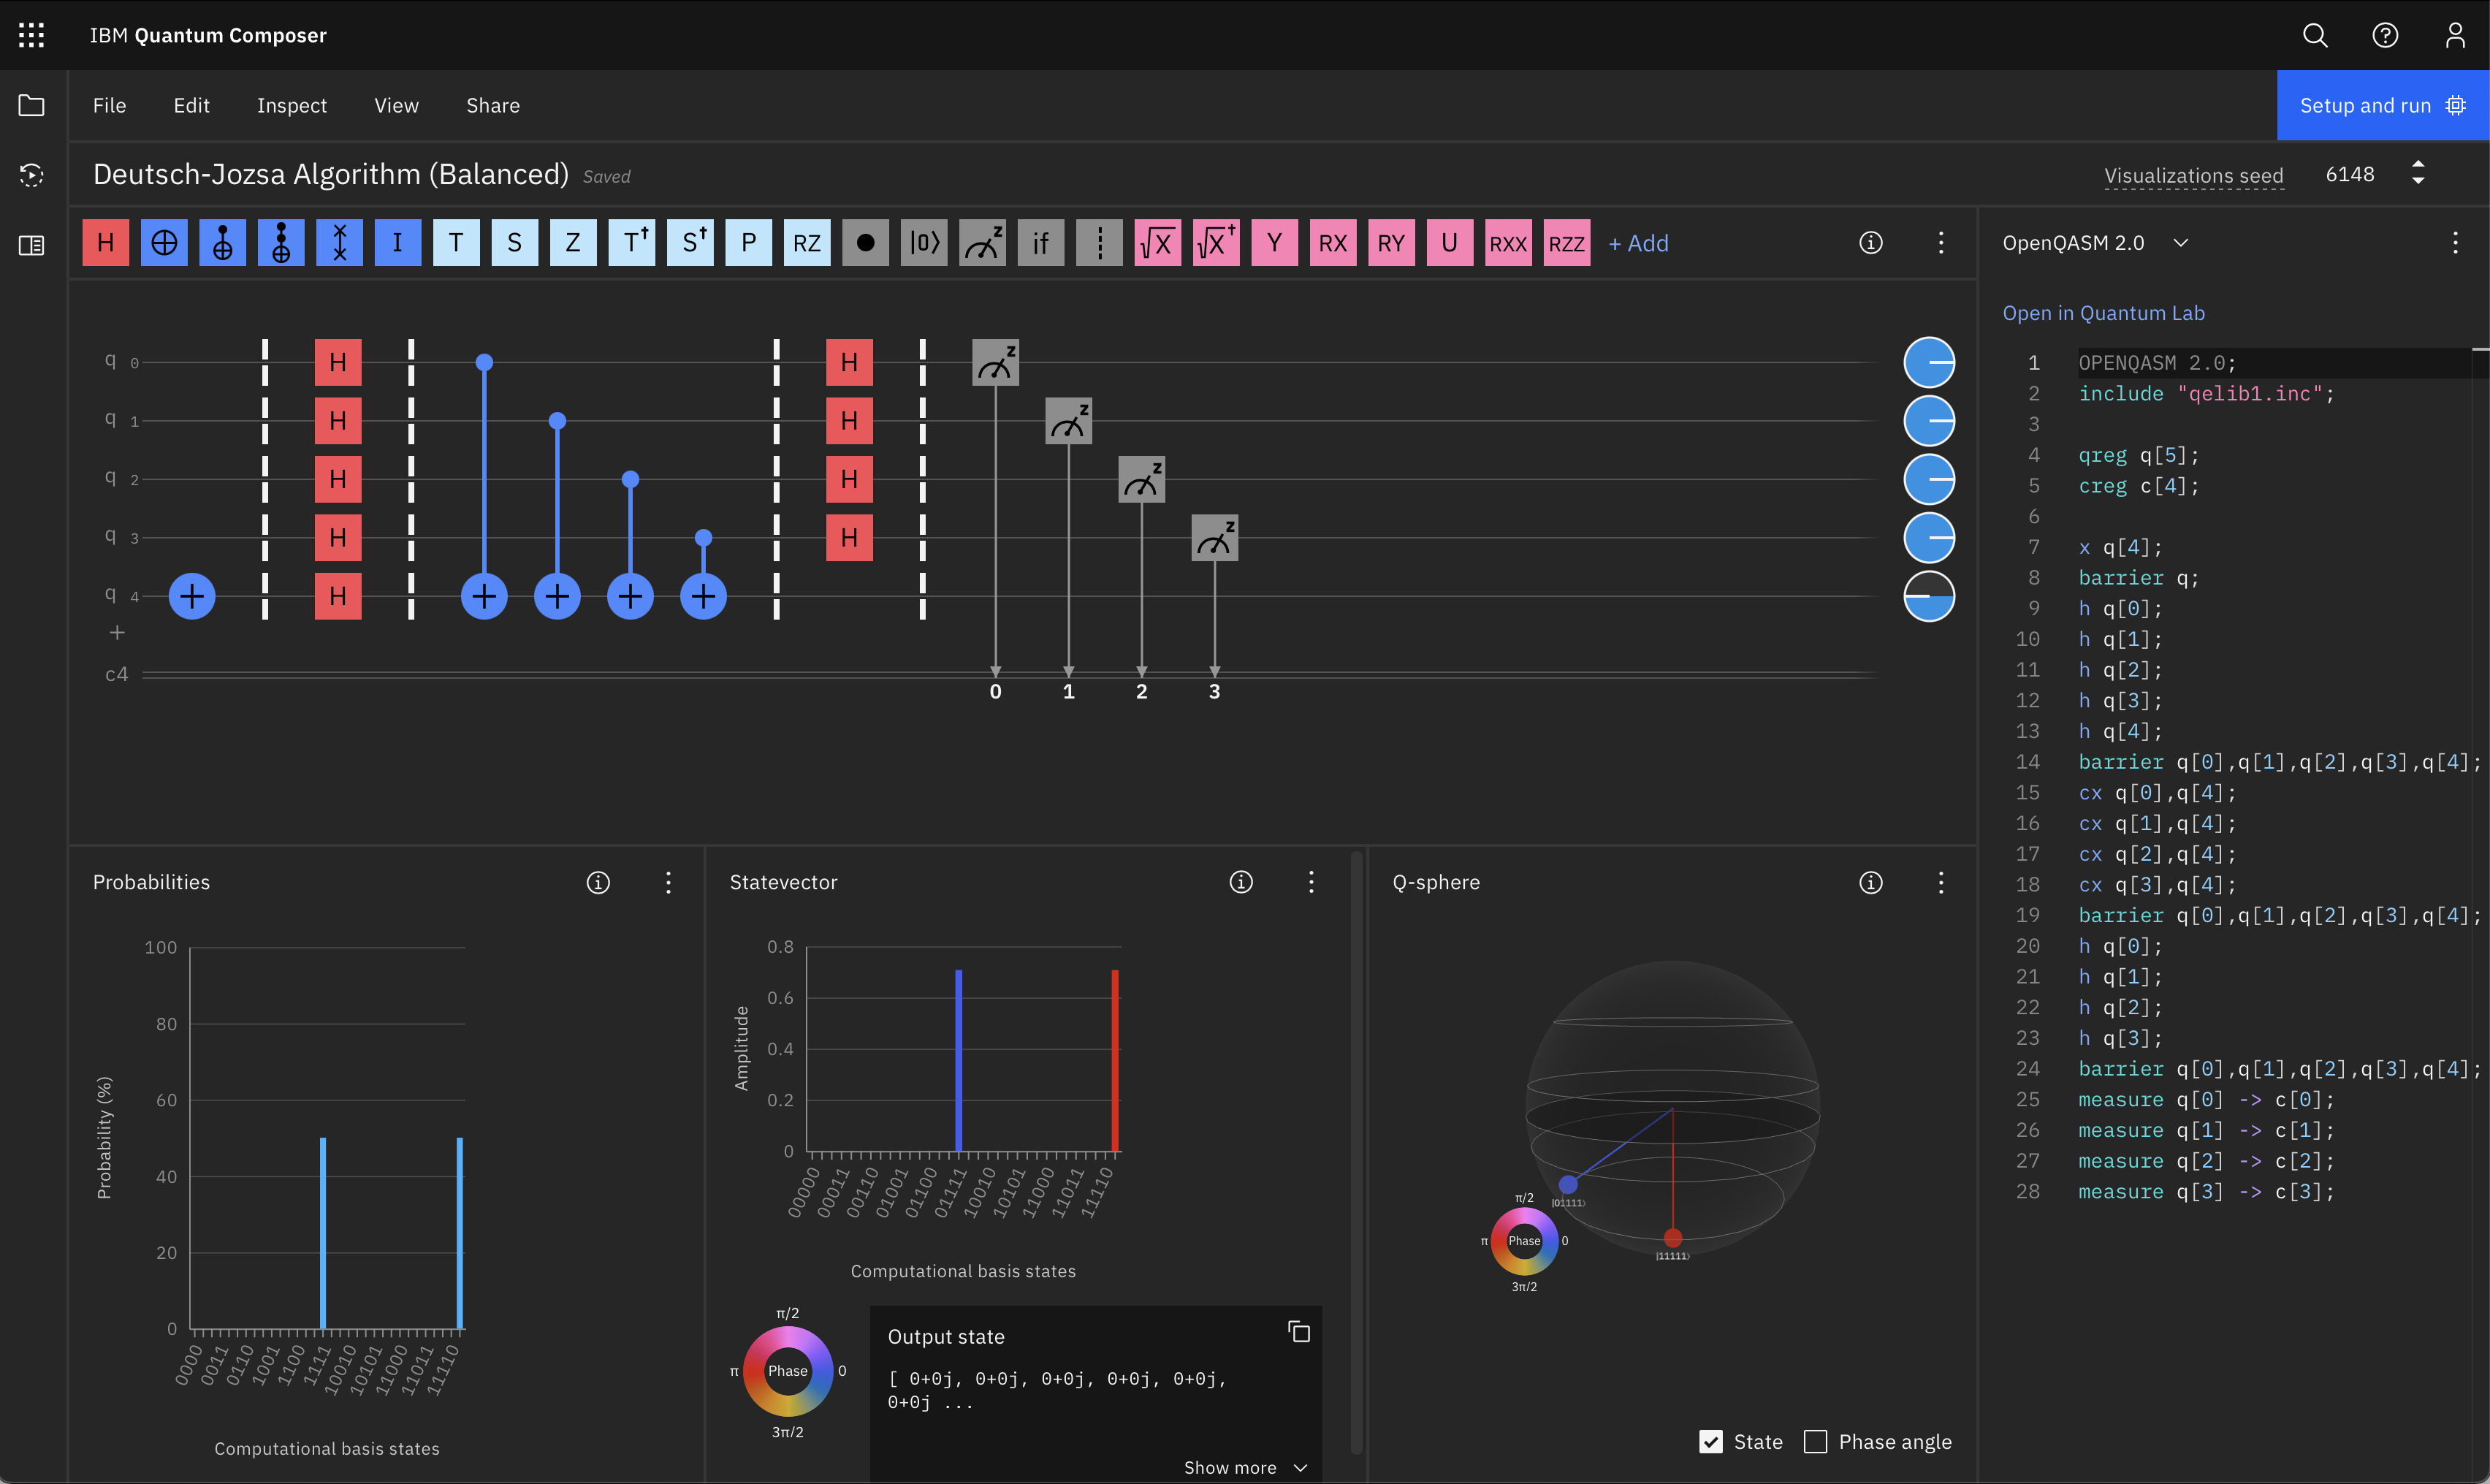 IBM Quantum Composer
File Edit Inspect View Share
Setup and run
Deutsch-Jozsa Algorithm (Balanced) Saved
Visualizations seed 6148
H I T S Z T† S† P RZ |0⟩ z if √X √X† Y RX RY U RXX RZZ + Add
OpenQASM 2.0
Open in Quantum Lab
q 0 H H z
q 1 H H z
q 2 H H z
q 3 H H z
q 4 + H + + + +
+
c4
0 1 2 3
1 OPENQASM 2.0;
2 include "qelib1.inc";
3
4 qreg q[5];
5 creg c[4];
6
7 x q[4];
8 barrier q;
9 h q[0];
10 h q[1];
11 h q[2];
12 h q[3];
13 h q[4];
14 barrier q[0],q[1],q[2],q[3],q[4];
15 cx q[0],q[4];
16 cx q[1],q[4];
17 cx q[2],q[4];
18 cx q[3],q[4];
19 barrier q[0],q[1],q[2],q[3],q[4];
20 h q[0];
21 h q[1];
22 h q[2];
23 h q[3];
24 barrier q[0],q[1],q[2],q[3],q[4];
25 measure q[0] -> c[0];
26 measure q[1] -> c[1];
27 measure q[2] -> c[2];
28 measure q[3] -> c[3];
Probabilities
Probability (%)
100
80
60
40
20
0
0000 0011 0110 1001 1100 1111 10010 10101 11000 11011 11110
Computational basis states
Statevector
Amplitude
0.8
0.6
0.4
0.2
0
00000 00011 00110 01001 01100 01111 10010 10101 11000 11011 11110
Computational basis states
π/2
π Phase 0
3π/2
Output state
[ 0+0j, 0+0j, 0+0j, 0+0j, 0+0j,
0+0j ...
Show more
Q-sphere
|01111⟩
|11111⟩
π/2
π Phase 0
3π/2
State Phase angle